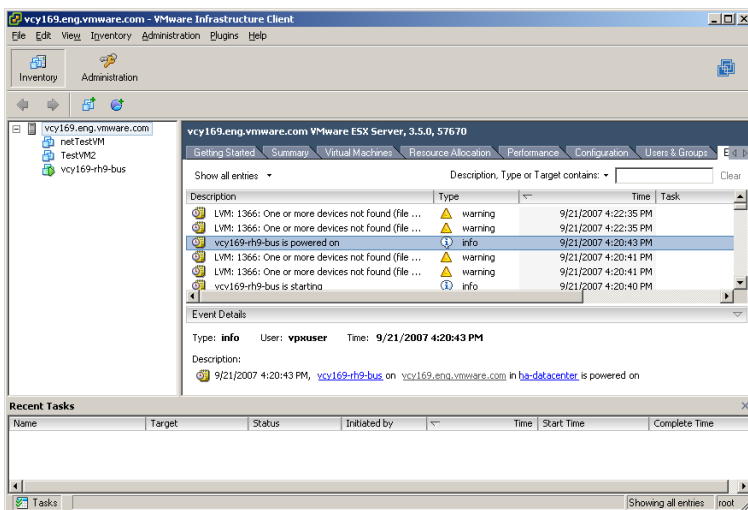 vcy169.eng.vmware.com - VMware Infrastructure Client
File Edit View Inventory Administration Plugins Help
Inventory Administration
vcy169.eng.vmware.com
netTestVM
TestVM2
vcy169-rh9-bus
vcy169.eng.vmware.com VMware ESX Server, 3.5.0, 57670
Getting Started Summary Virtual Machines Resource Allocation Performance Configuration Users & Groups E
Show all entries Description, Type or Target contains: Clear
Description Type Time Task
LVM: 1366: One or more devices not found (file ... warning 9/21/2007 4:22:35 PM
LVM: 1366: One or more devices not found (file ... warning 9/21/2007 4:22:35 PM
vcy169-rh9-bus is powered on info 9/21/2007 4:20:43 PM
LVM: 1366: One or more devices not found (file ... warning 9/21/2007 4:20:41 PM
LVM: 1366: One or more devices not found (file ... warning 9/21/2007 4:20:41 PM
vcy169-rh9-bus is starting info 9/21/2007 4:20:40 PM
Event Details
Type: info User: vpxuser Time: 9/21/2007 4:20:43 PM
Description:
9/21/2007 4:20:43 PM, vcy169-rh9-bus on vcy169.eng.vmware.com in ha-datacenter is powered on
Recent Tasks
Name Target Status Initiated by Time Start Time Complete Time
Tasks Showing all entries root